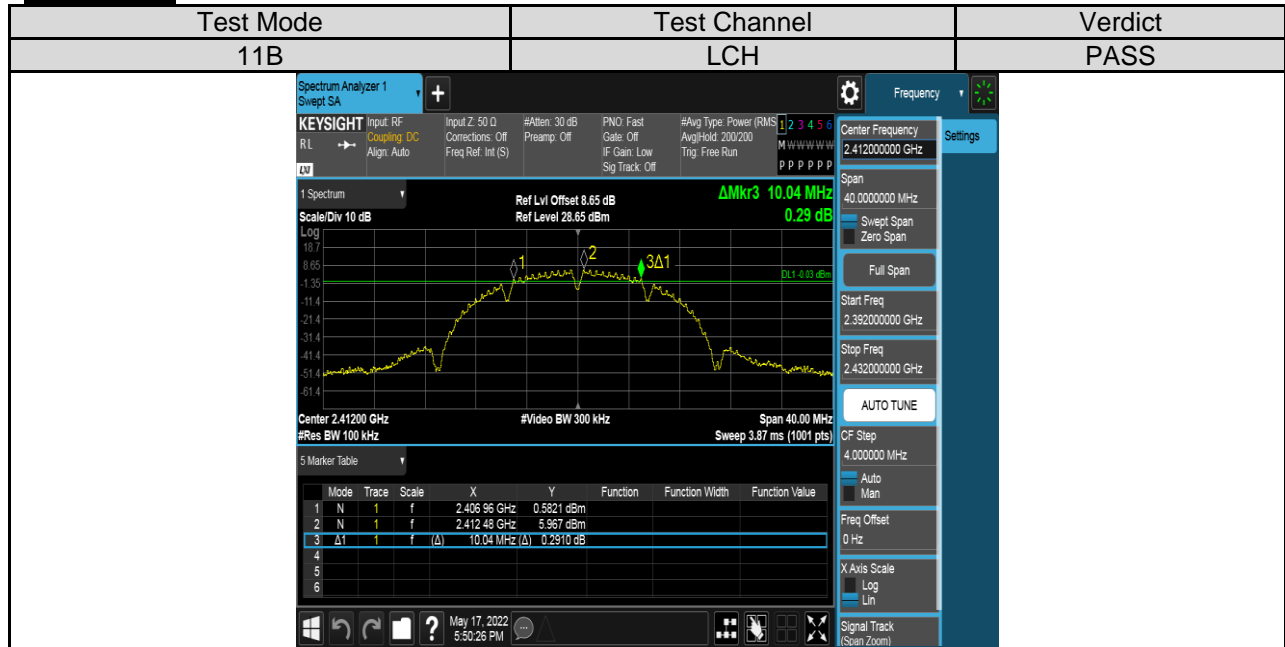 Test Mode Test Channel Verdict
11B LCH PASS
Spectrum Analyzer 1
Swept SA
+
Frequency
KEYSIGHT Input: RF Input Z: 50 Ω #Atten: 30 dB PNO: Fast #Avg Type: Power (RMS 1 2 3 4 5 6
RL Coupling: DC Corrections: Off Preamp: Off Gate: Off Avg|Hold: 200/200 M W W W W W
Align: Auto Freq Ref: Int (S) IF Gain: Low Trig: Free Run
LXI Sig Track: Off P P P P P P
Center Frequency
2.412000000 GHz
Settings
Span
40.0000000 MHz
Swept Span
Zero Span
Full Span
Start Freq
2.392000000 GHz
Stop Freq
2.432000000 GHz
AUTO TUNE
CF Step
4.000000 MHz
Auto
Man
Freq Offset
0 Hz
X Axis Scale
Log
Lin
Signal Track
(Span Zoom)
1 Spectrum
Ref Lvl Offset 8.65 dB ΔMkr3 10.04 MHz
Scale/Div 10 dB Ref Level 28.65 dBm 0.29 dB
Log
18.7
8.65
-1.35
-11.4
-21.4
-31.4
-41.4
-51.4
-61.4
1
2
3Δ1
DL1 -0.03 dBm
Center 2.41200 GHz #Video BW 300 kHz Span 40.00 MHz
#Res BW 100 kHz Sweep 3.87 ms (1001 pts)
5 Marker Table
Mode Trace Scale X Y Function Function Width Function Value
1 N 1 f 2.406 96 GHz 0.5821 dBm
2 N 1 f 2.412 48 GHz 5.967 dBm
3 Δ1 1 f (Δ) 10.04 MHz (Δ) 0.2910 dB
4
5
6
?
May 17, 2022
5:50:26 PM